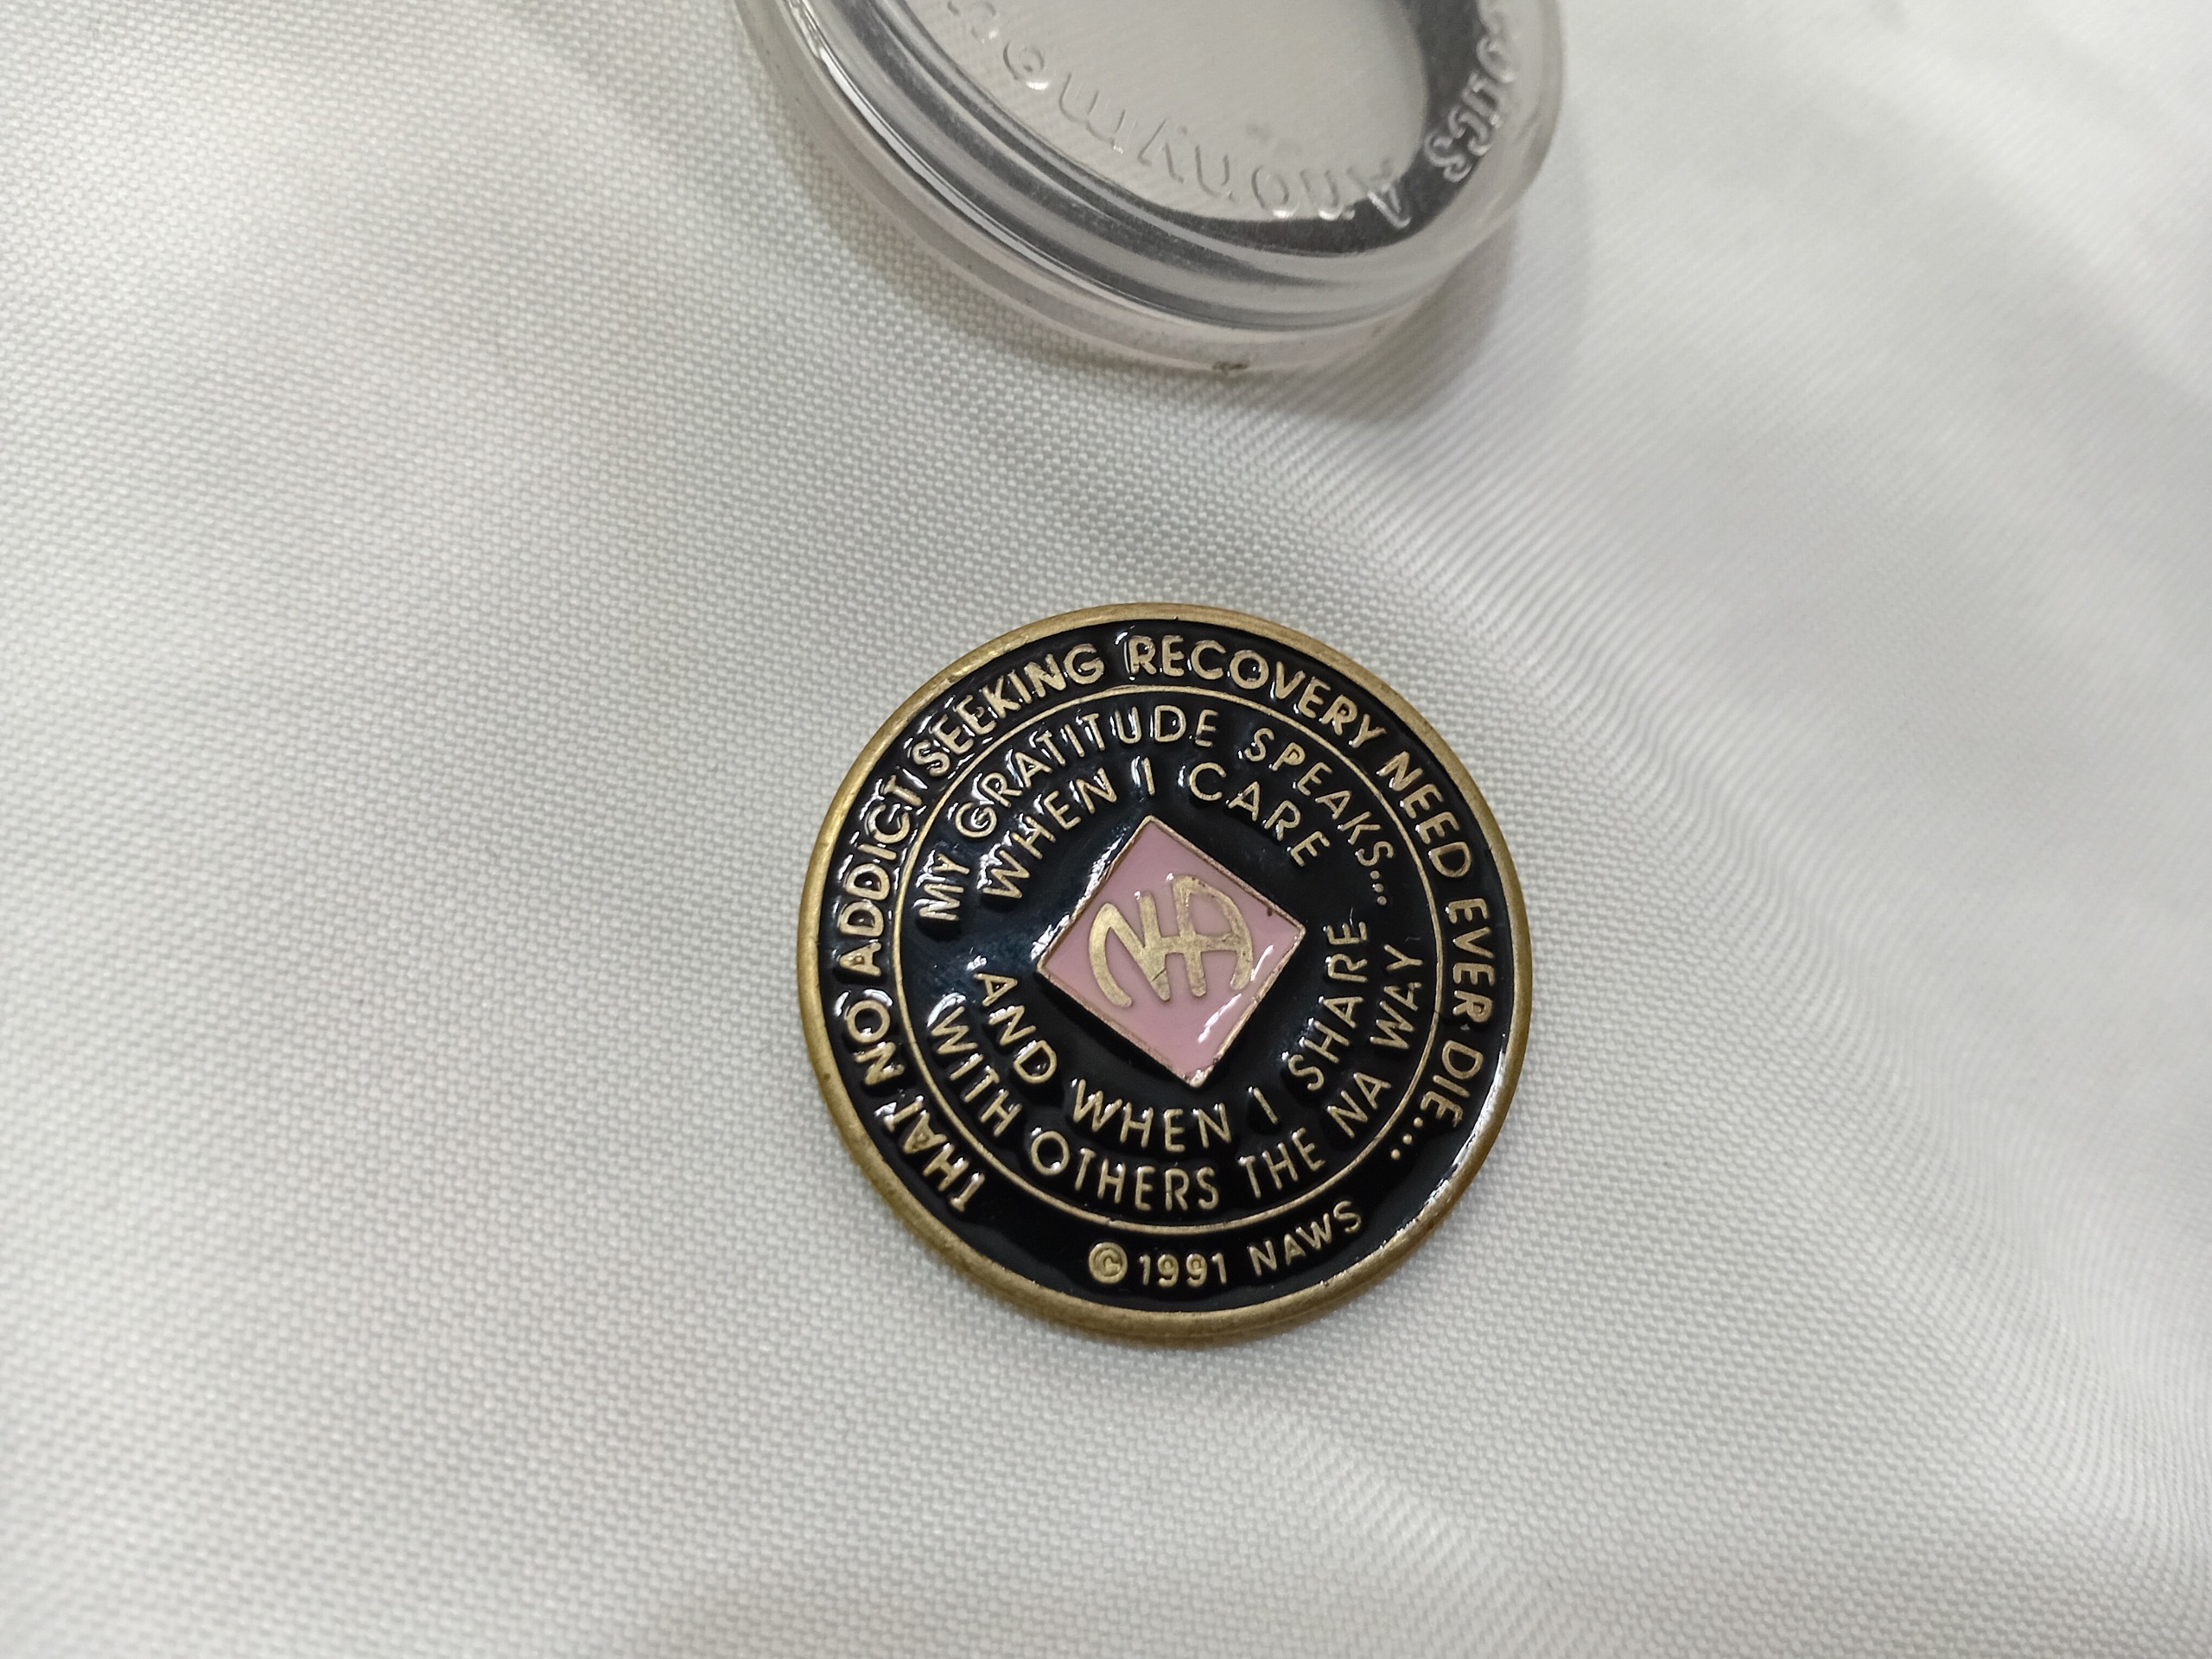 Anonymo
THAT NO ADDICT SEEKING RECOVERY NEED EVER DIE....
MY GRATITUDE SPEAKS...
WHEN I CARE
NA
AND WHEN I SHARE
WITH OTHERS THE NA WAY
©1991 NAWS